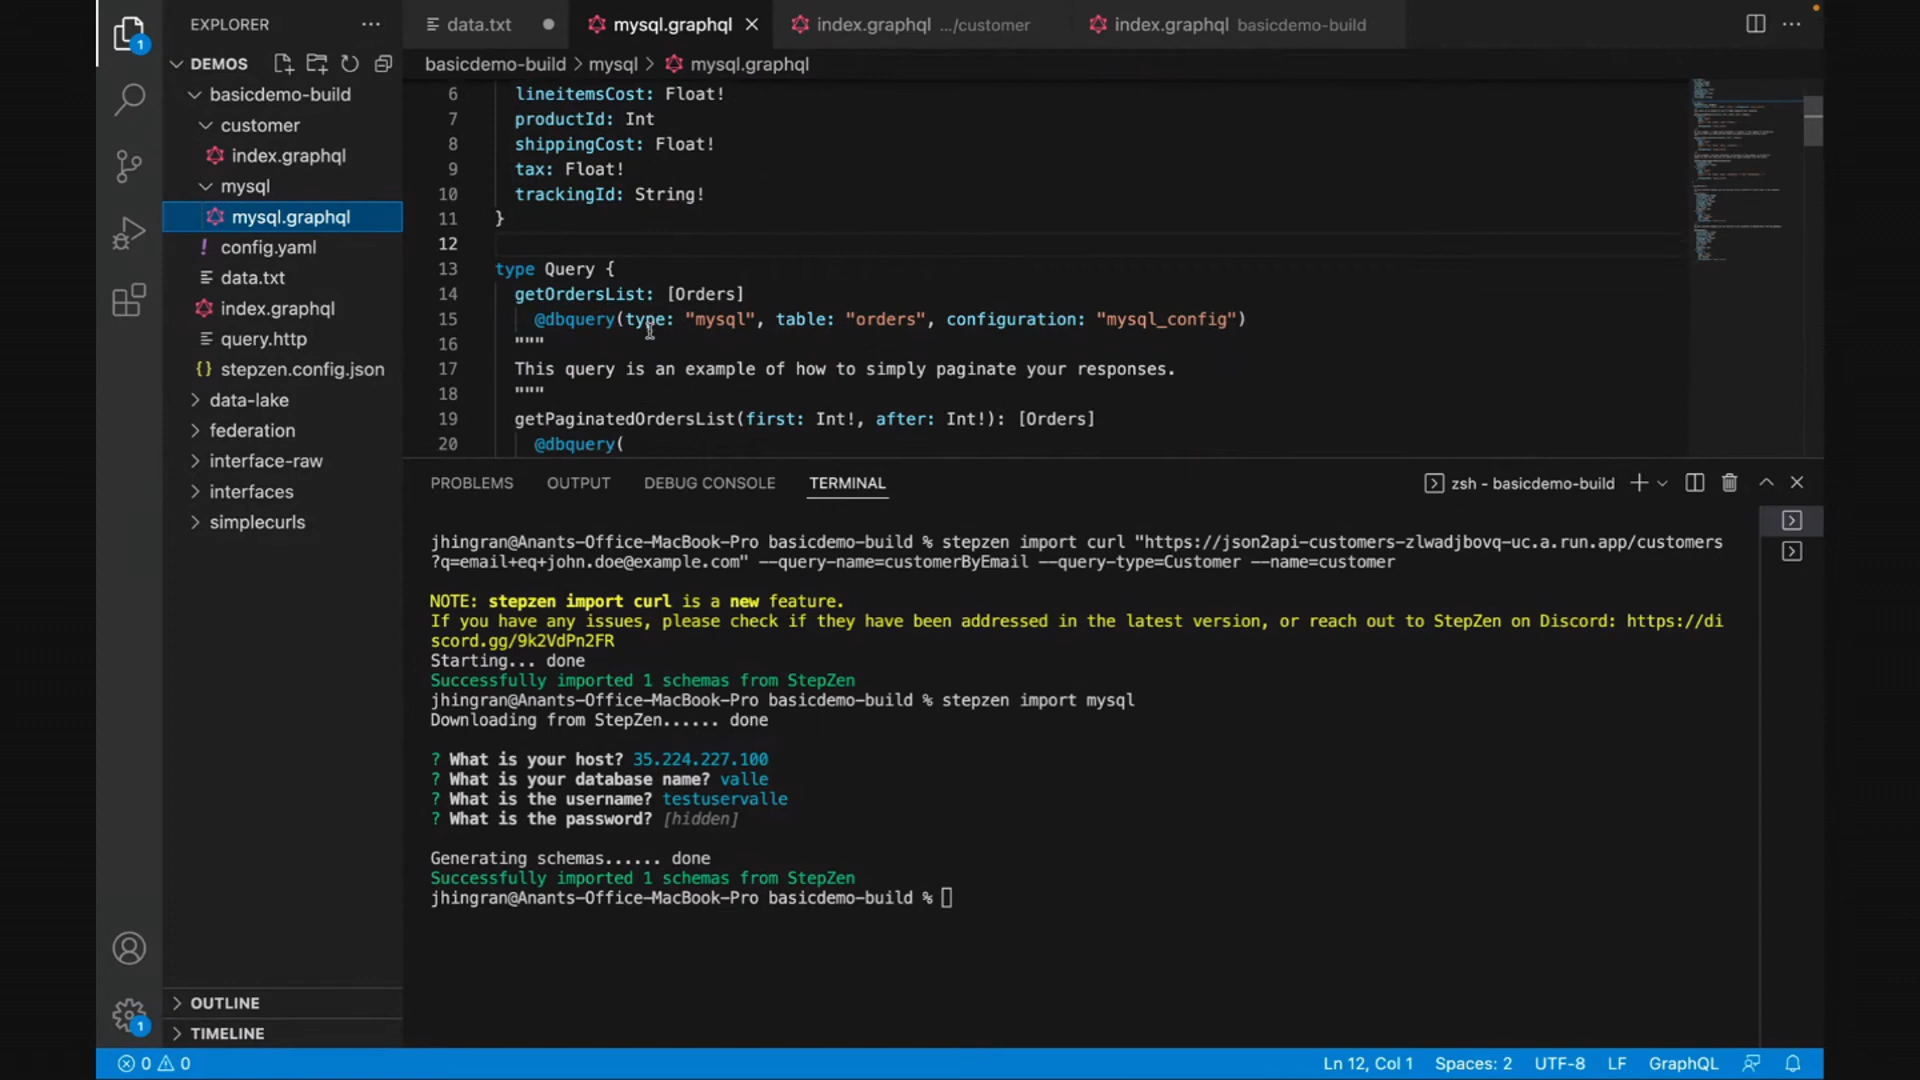 EXPLORER
DEMOS
basicdemo-build
customer
index.graphql
mysql
mysql.graphql
config.yaml
data.txt
index.graphql
query.http
stepzen.config.json
data-lake
federation
interface-raw
interfaces
simplecurls
OUTLINE
TIMELINE
data.txt
mysql.graphql
index.graphql .../customer
index.graphql basicdemo-build
basicdemo-build > mysql > mysql.graphql
6 lineitemsCost: Float!
7 productId: Int
8 shippingCost: Float!
9 tax: Float!
10 trackingId: String!
11 }
12
13 type Query {
14 getOrdersList: [Orders]
15 @dbquery(type: "mysql", table: "orders", configuration: "mysql_config")
16 """
17 This query is an example of how to simply paginate your responses.
18 """
19 getPaginatedOrdersList(first: Int!, after: Int!): [Orders]
20 @dbquery(
PROBLEMS OUTPUT DEBUG CONSOLE TERMINAL
zsh - basicdemo-build
jhingran@Anants-Office-MacBook-Pro basicdemo-build % stepzen import curl "https://json2api-customers-zlwadjbovq-uc.a.run.app/customers
?q=email+eq+john.doe@example.com" --query-name=customerByEmail --query-type=Customer --name=customer
NOTE: stepzen import curl is a new feature.
If you have any issues, please check if they have been addressed in the latest version, or reach out to StepZen on Discord: https://di
scord.gg/9k2VdPn2FR
Starting... done
Successfully imported 1 schemas from StepZen
jhingran@Anants-Office-MacBook-Pro basicdemo-build % stepzen import mysql
Downloading from StepZen...... done
? What is your host? 35.224.227.100
? What is your database name? valle
? What is the username? testuservalle
? What is the password? [hidden]
Generating schemas...... done
Successfully imported 1 schemas from StepZen
jhingran@Anants-Office-MacBook-Pro basicdemo-build %
1
1
0 0
Ln 12, Col 1 Spaces: 2 UTF-8 LF GraphQL